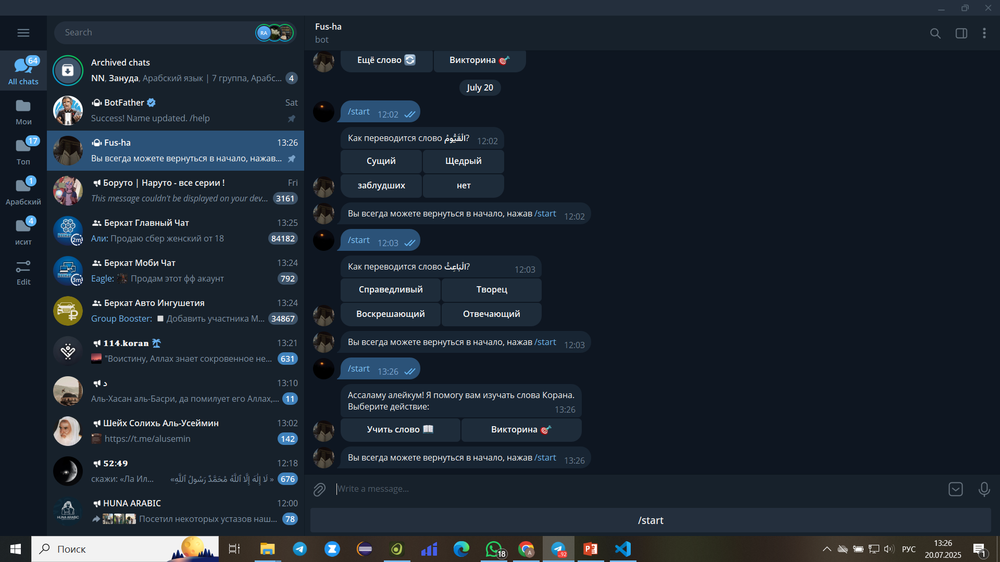 Search
RA
64
All chats
Мои
17
Топ
1
Арабский
4
исит
Edit
Archived chats
NN, Зануда, Арабский язык | 7 группа, Арабс...
4
BotFather
Sat
Success! Name updated. /help
Fus-ha
13:26
Вы всегда можете вернуться в начало, нажав...
Боруто | Наруто - все серии !
Fri
This message couldn't be displayed on your dev...
3161
Беркат Главный Чат
13:25
Али: Продаю сбер женский от 18
84182
2m
Беркат Моби Чат
13:24
Eagle: Продам этот фф акаунт
792
3m
Беркат Авто Ингушетия
13:24
Group Booster: Добавить участника М...
34867
114.koran
13:21
"Воистину, Аллах знает сокровенное не...
631
د
13:10
Аль-Хасан аль-Басри, да помилует его Аллах,...
11
Шейх Солихь Аль-Усеймин
13:02
https://t.me/alusemin
142
52:49
12:18
скажи: «Ла Ил... «لَا إِلَٰهَ إِلَّا ٱللَّهُ مُحَمَّدٌ رَسُولُ ٱللَّٰهِ»
676
HUNA ARABIC
HUNA ARABIC
12:00
Посетил некоторых устазов наш...
78
Fus-ha
bot
Ещё слово
Викторина
July 20
/start 12:02
Как переводится слово الْقَيُّومُ? 12:02
Сущий
Щедрый
заблудших
нет
Вы всегда можете вернуться в начало, нажав /start 12:02
/start 12:03
Как переводится слово الْبَاعِثُ? 12:03
Справедливый
Творец
Воскрешающий
Отвечающий
Вы всегда можете вернуться в начало, нажав /start 12:03
/start 13:26
Ассаламу алейкум! Я помогу вам изучать слова Корана.
Выберите действие:
13:26
Учить слово
Викторина
Вы всегда можете вернуться в начало, нажав /start 13:26
Write a message...
/start
Поиск
18
A
..92
РУС
13:26
20.07.2025
1